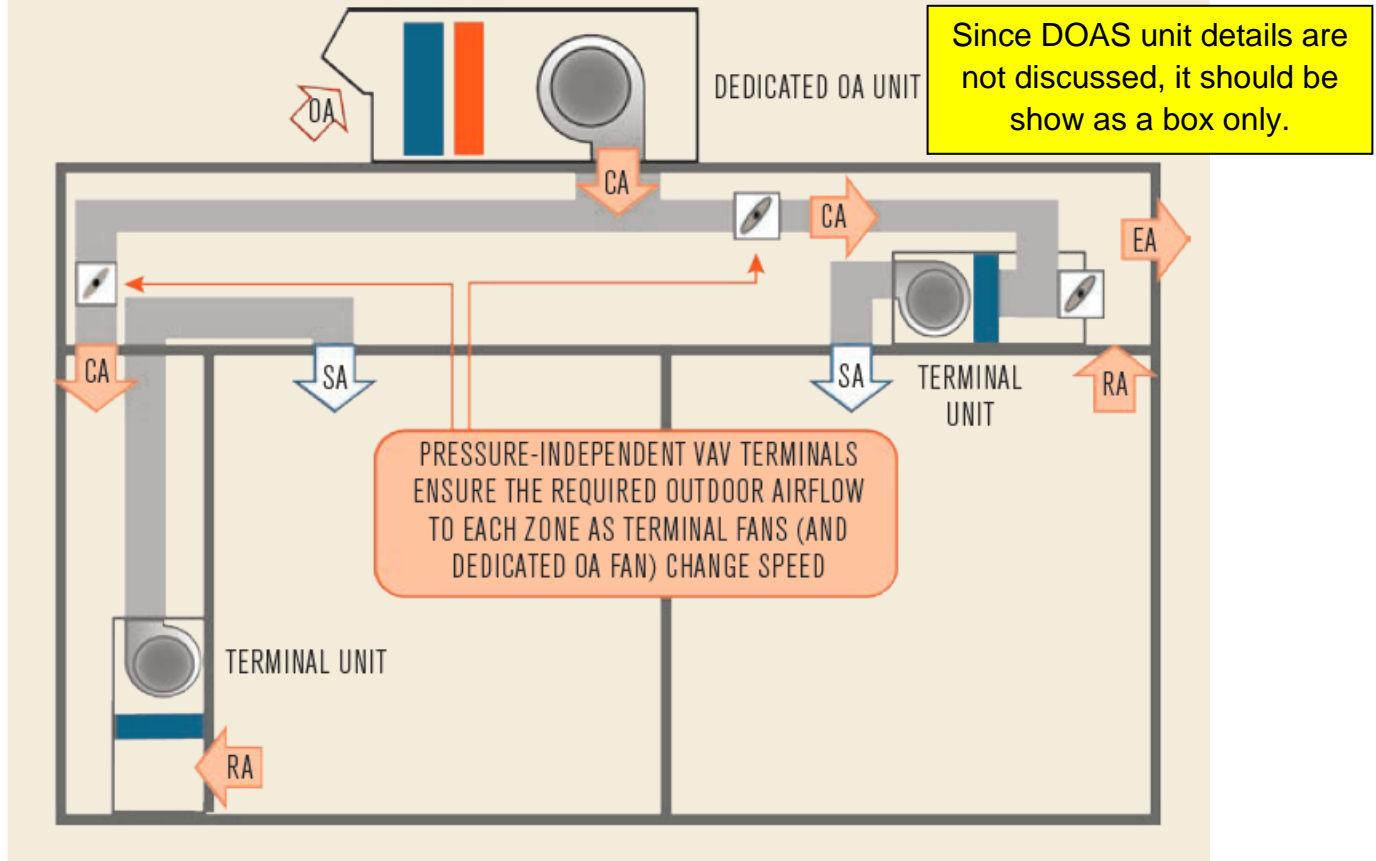 Since DOAS unit details are
not discussed, it should be
show as a box only.
DEDICATED OA UNIT
OA
CA
CA
EA
CA
SA
SA
TERMINAL
UNIT
RA
PRESSURE-INDEPENDENT VAV TERMINALS
ENSURE THE REQUIRED OUTDOOR AIRFLOW
TO EACH ZONE AS TERMINAL FANS (AND
DEDICATED OA FAN) CHANGE SPEED
TERMINAL UNIT
RA